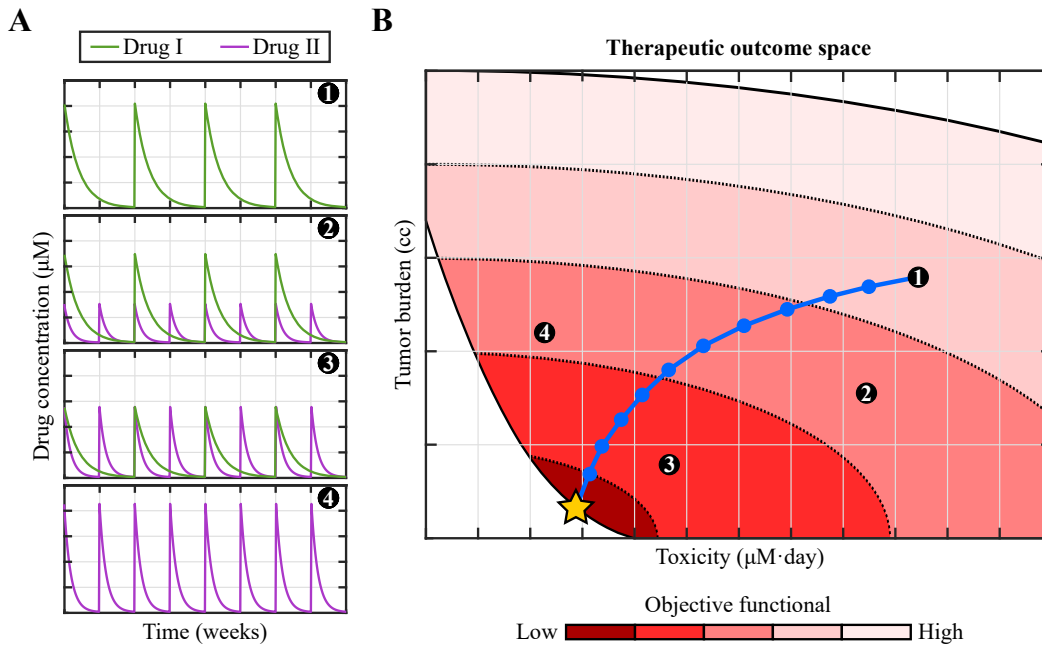 A
Drug I
Drug II
1
2
3
4
Drug concentration (μM)
Time (weeks)
B
Therapeutic outcome space
1
4
2
3
Tumor burden (cc)
Toxicity (μM·day)
Objective functional
Low
High